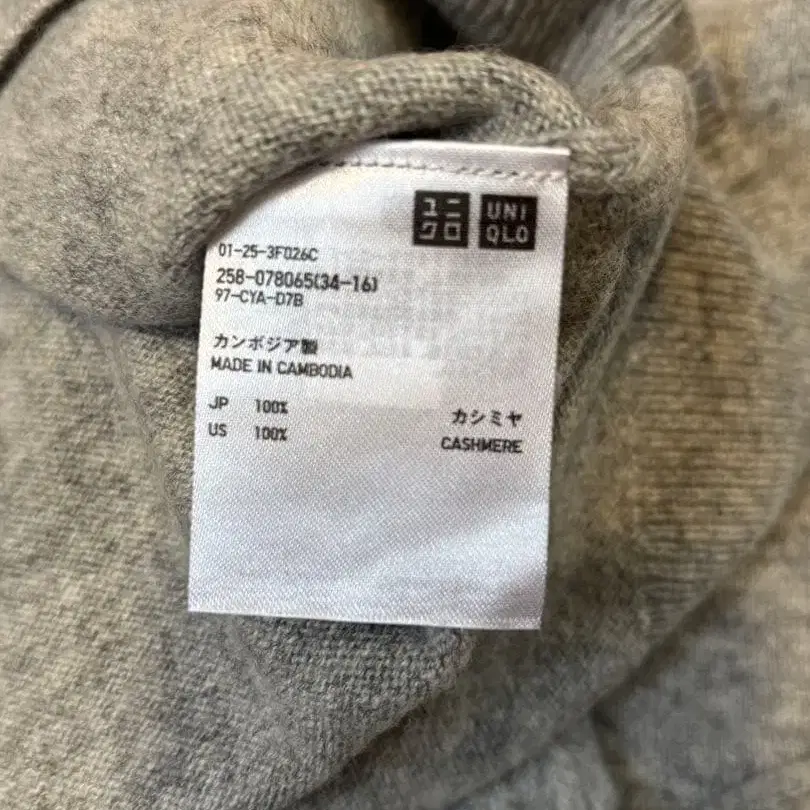 ユニ
クロ
UNI
QLO
01-25-3F026C
258-078065(34-16)
97-CYA-D7B
カンボジア製
MADE IN CAMBODIA
JP 100% カシミヤ
US 100% CASHMERE